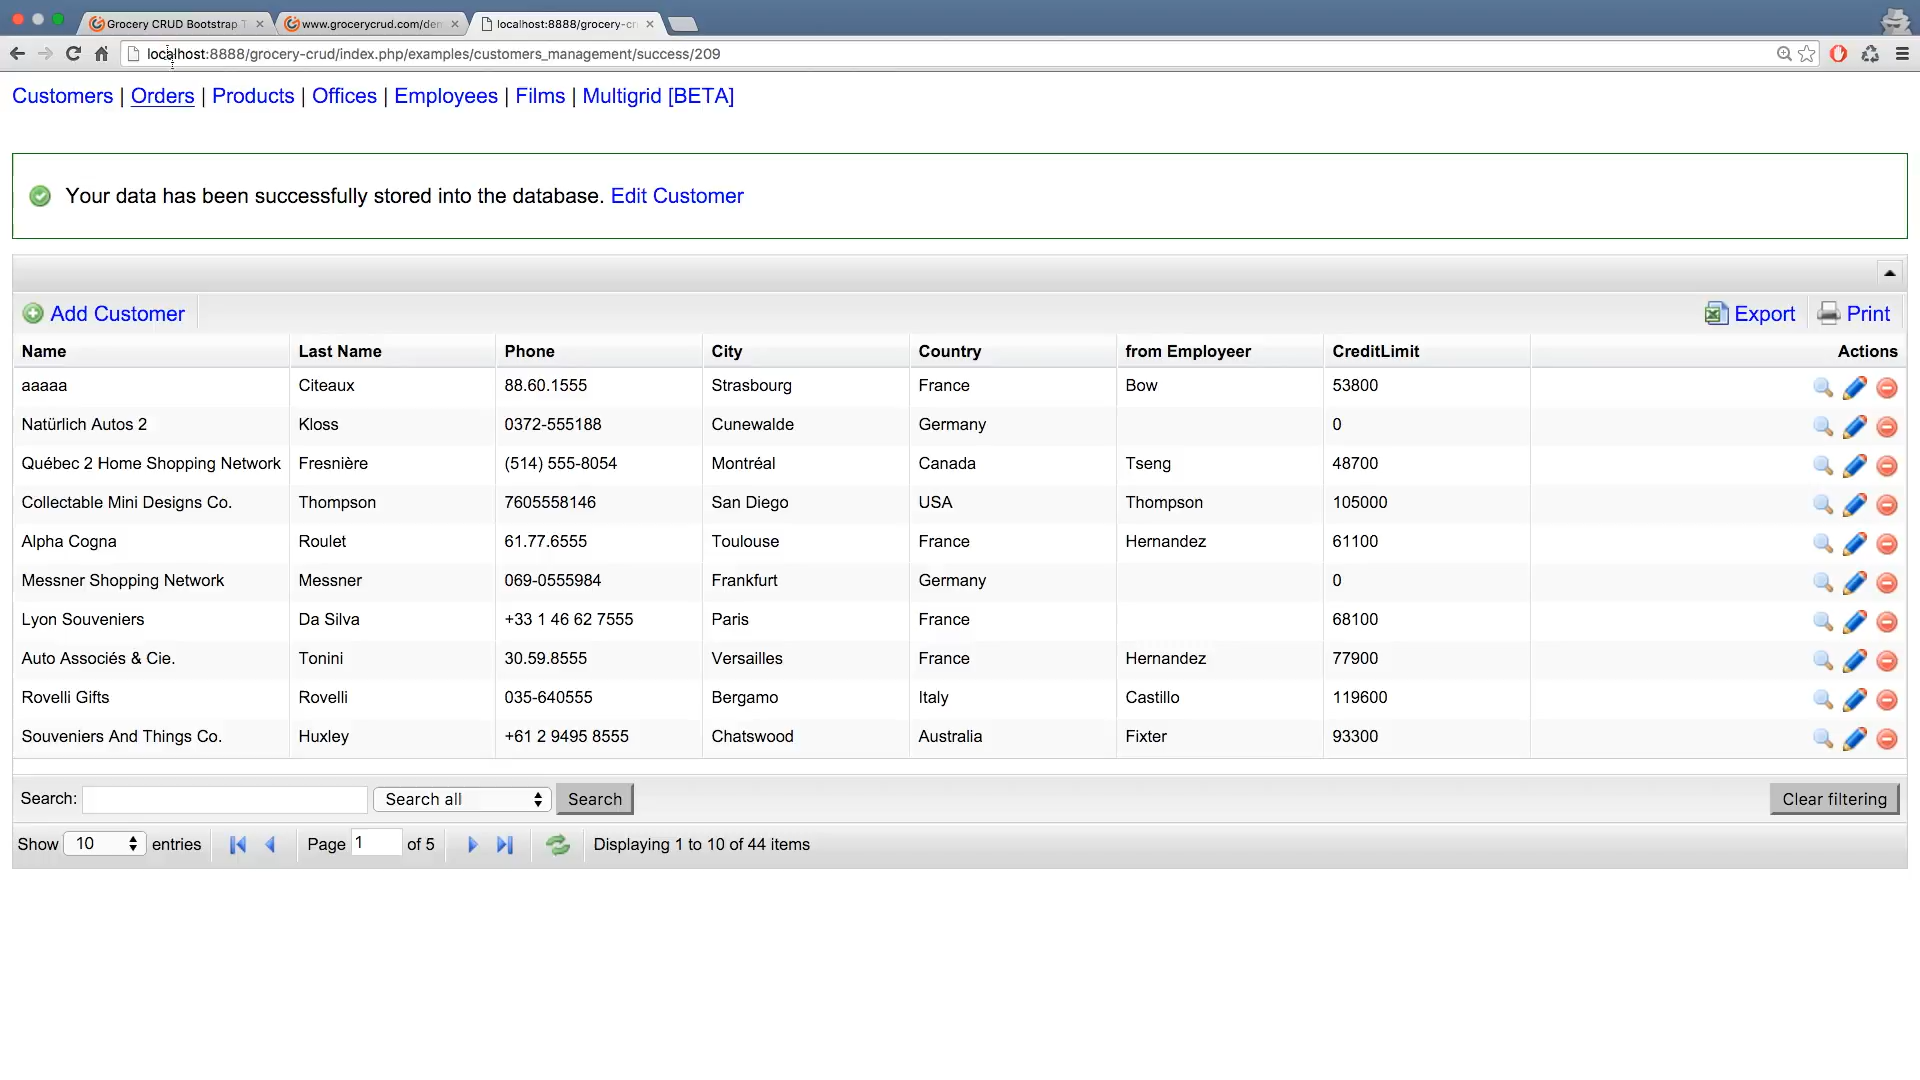 Grocery CRUD Bootstrap T
www.grocerycrud.com/den
localhost:8888/grocery-cr
localhost:8888/grocery-crud/index.php/examples/customers_management/success/209
Customers | Orders | Products | Offices | Employees | Films | Multigrid [BETA]
Your data has been successfully stored into the database. Edit Customer
Add Customer Export Print
Name Last Name Phone City Country from Employeer CreditLimit Actions
aaaaa Citeaux 88.60.1555 Strasbourg France Bow 53800
Natürlich Autos 2 Kloss 0372-555188 Cunewalde Germany 0
Québec 2 Home Shopping Network Fresnière (514) 555-8054 Montréal Canada Tseng 48700
Collectable Mini Designs Co. Thompson 7605558146 San Diego USA Thompson 105000
Alpha Cogna Roulet 61.77.6555 Toulouse France Hernandez 61100
Messner Shopping Network Messner 069-0555984 Frankfurt Germany 0
Lyon Souveniers Da Silva +33 1 46 62 7555 Paris France 68100
Auto Associés & Cie. Tonini 30.59.8555 Versailles France Hernandez 77900
Rovelli Gifts Rovelli 035-640555 Bergamo Italy Castillo 119600
Souveniers And Things Co. Huxley +61 2 9495 8555 Chatswood Australia Fixter 93300
Search: Search all Search Clear filtering
Show 10 entries Page 1 of 5 Displaying 1 to 10 of 44 items